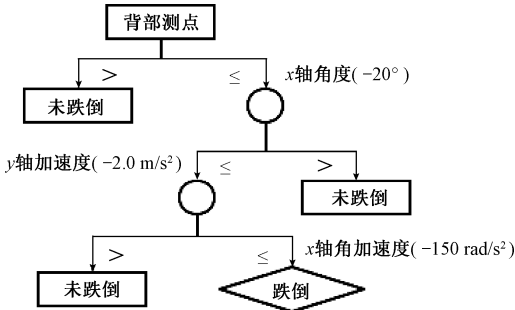 背部测点
>
≤
x轴角度(-20°)
未跌倒
y轴加速度(-2.0 m/s²)
≤
>
未跌倒
>
≤
x轴角加速度(-150 rad/s²)
未跌倒
跌倒